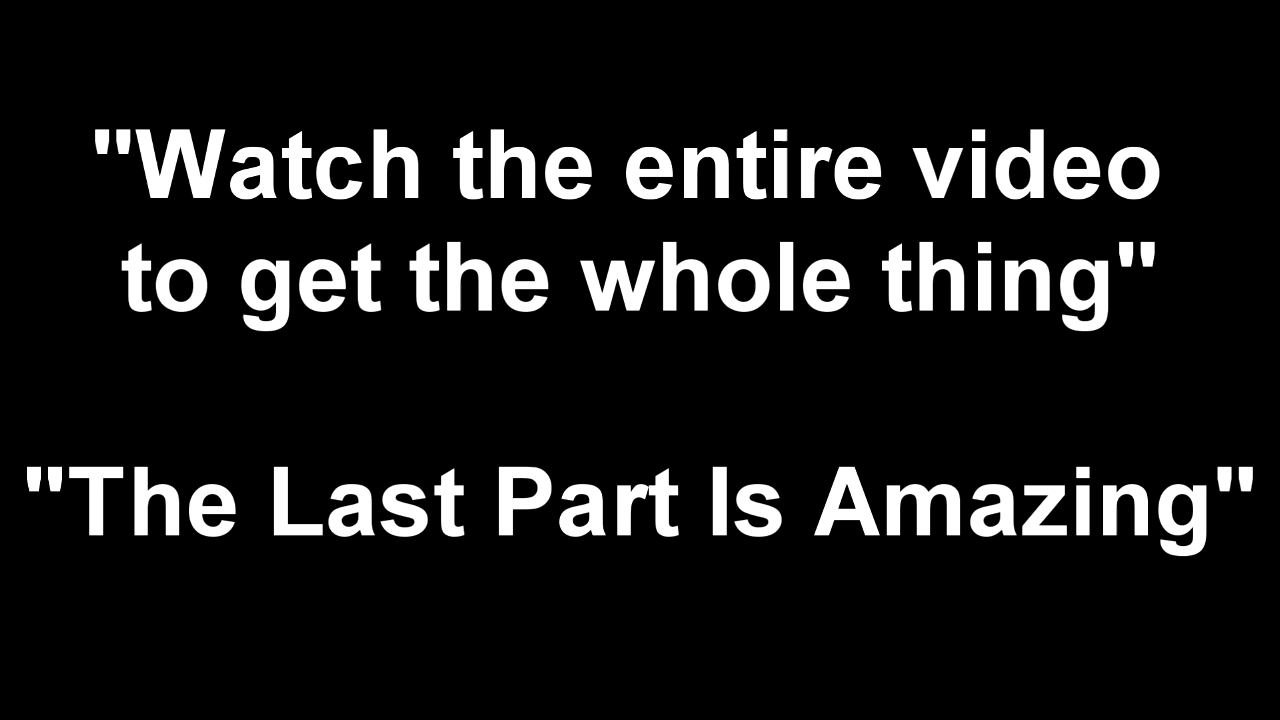 "Watch the entire video
to get the whole thing"
"The Last Part Is Amazing"